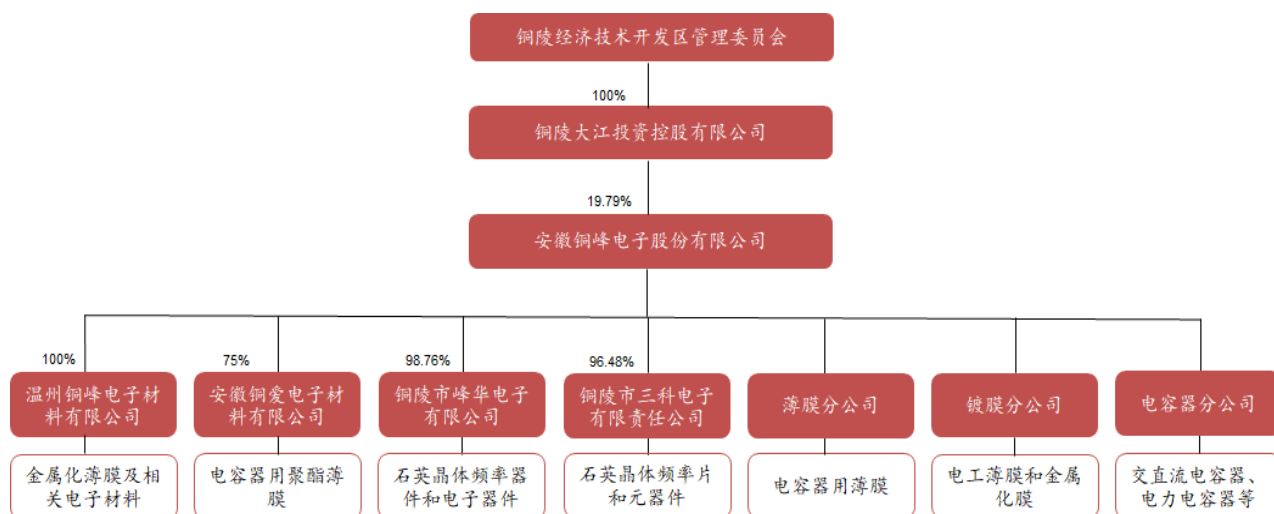 铜陵经济技术开发区管理委员会
100%
铜陵大江投资控股有限公司
19.79%
安徽铜峰电子股份有限公司
100%
75%
98.76%
96.48%
温州铜峰电子材
料有限公司
安徽铜爱电子材
料有限公司
铜陵市峰华电子
有限公司
铜陵市三科电子
有限责任公司
薄膜分公司
镀膜分公司
电容器分公司
金属化薄膜及相
关电子材料
电容器用聚酯薄
膜
石英晶体频率器
件和电子器件
石英晶体频率片
和元器件
电容器用薄膜
电工薄膜和金属
化膜
交直流电容器、
电力电容器等